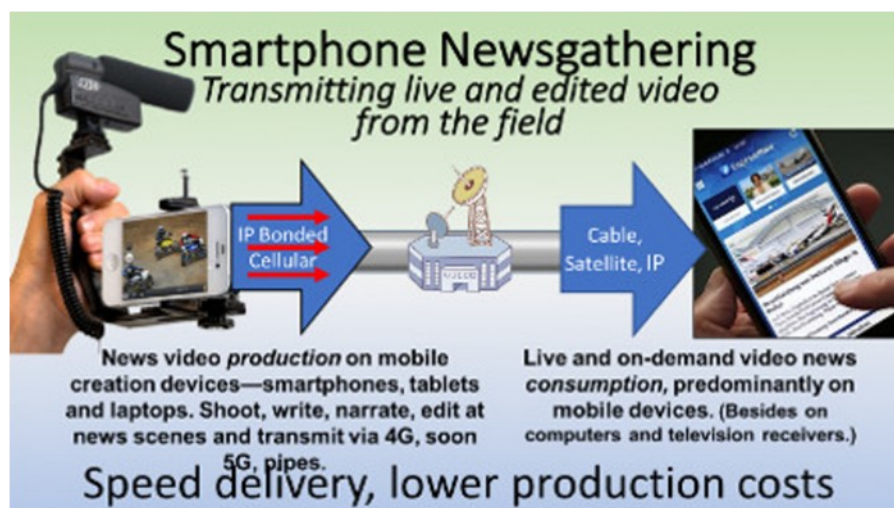 Smartphone Newsgathering
Transmitting live and edited video
from the field
IP Bonded
Cellular
Cable,
Satellite, IP
News video production on mobile
creation devices—smartphones, tablets
and laptops. Shoot, write, narrate, edit at
news scenes and transmit via 4G, soon
5G, pipes.
Live and on-demand video news
consumption, predominantly on
mobile devices. (Besides on
computers and television receivers.)
Speed delivery, lower production costs